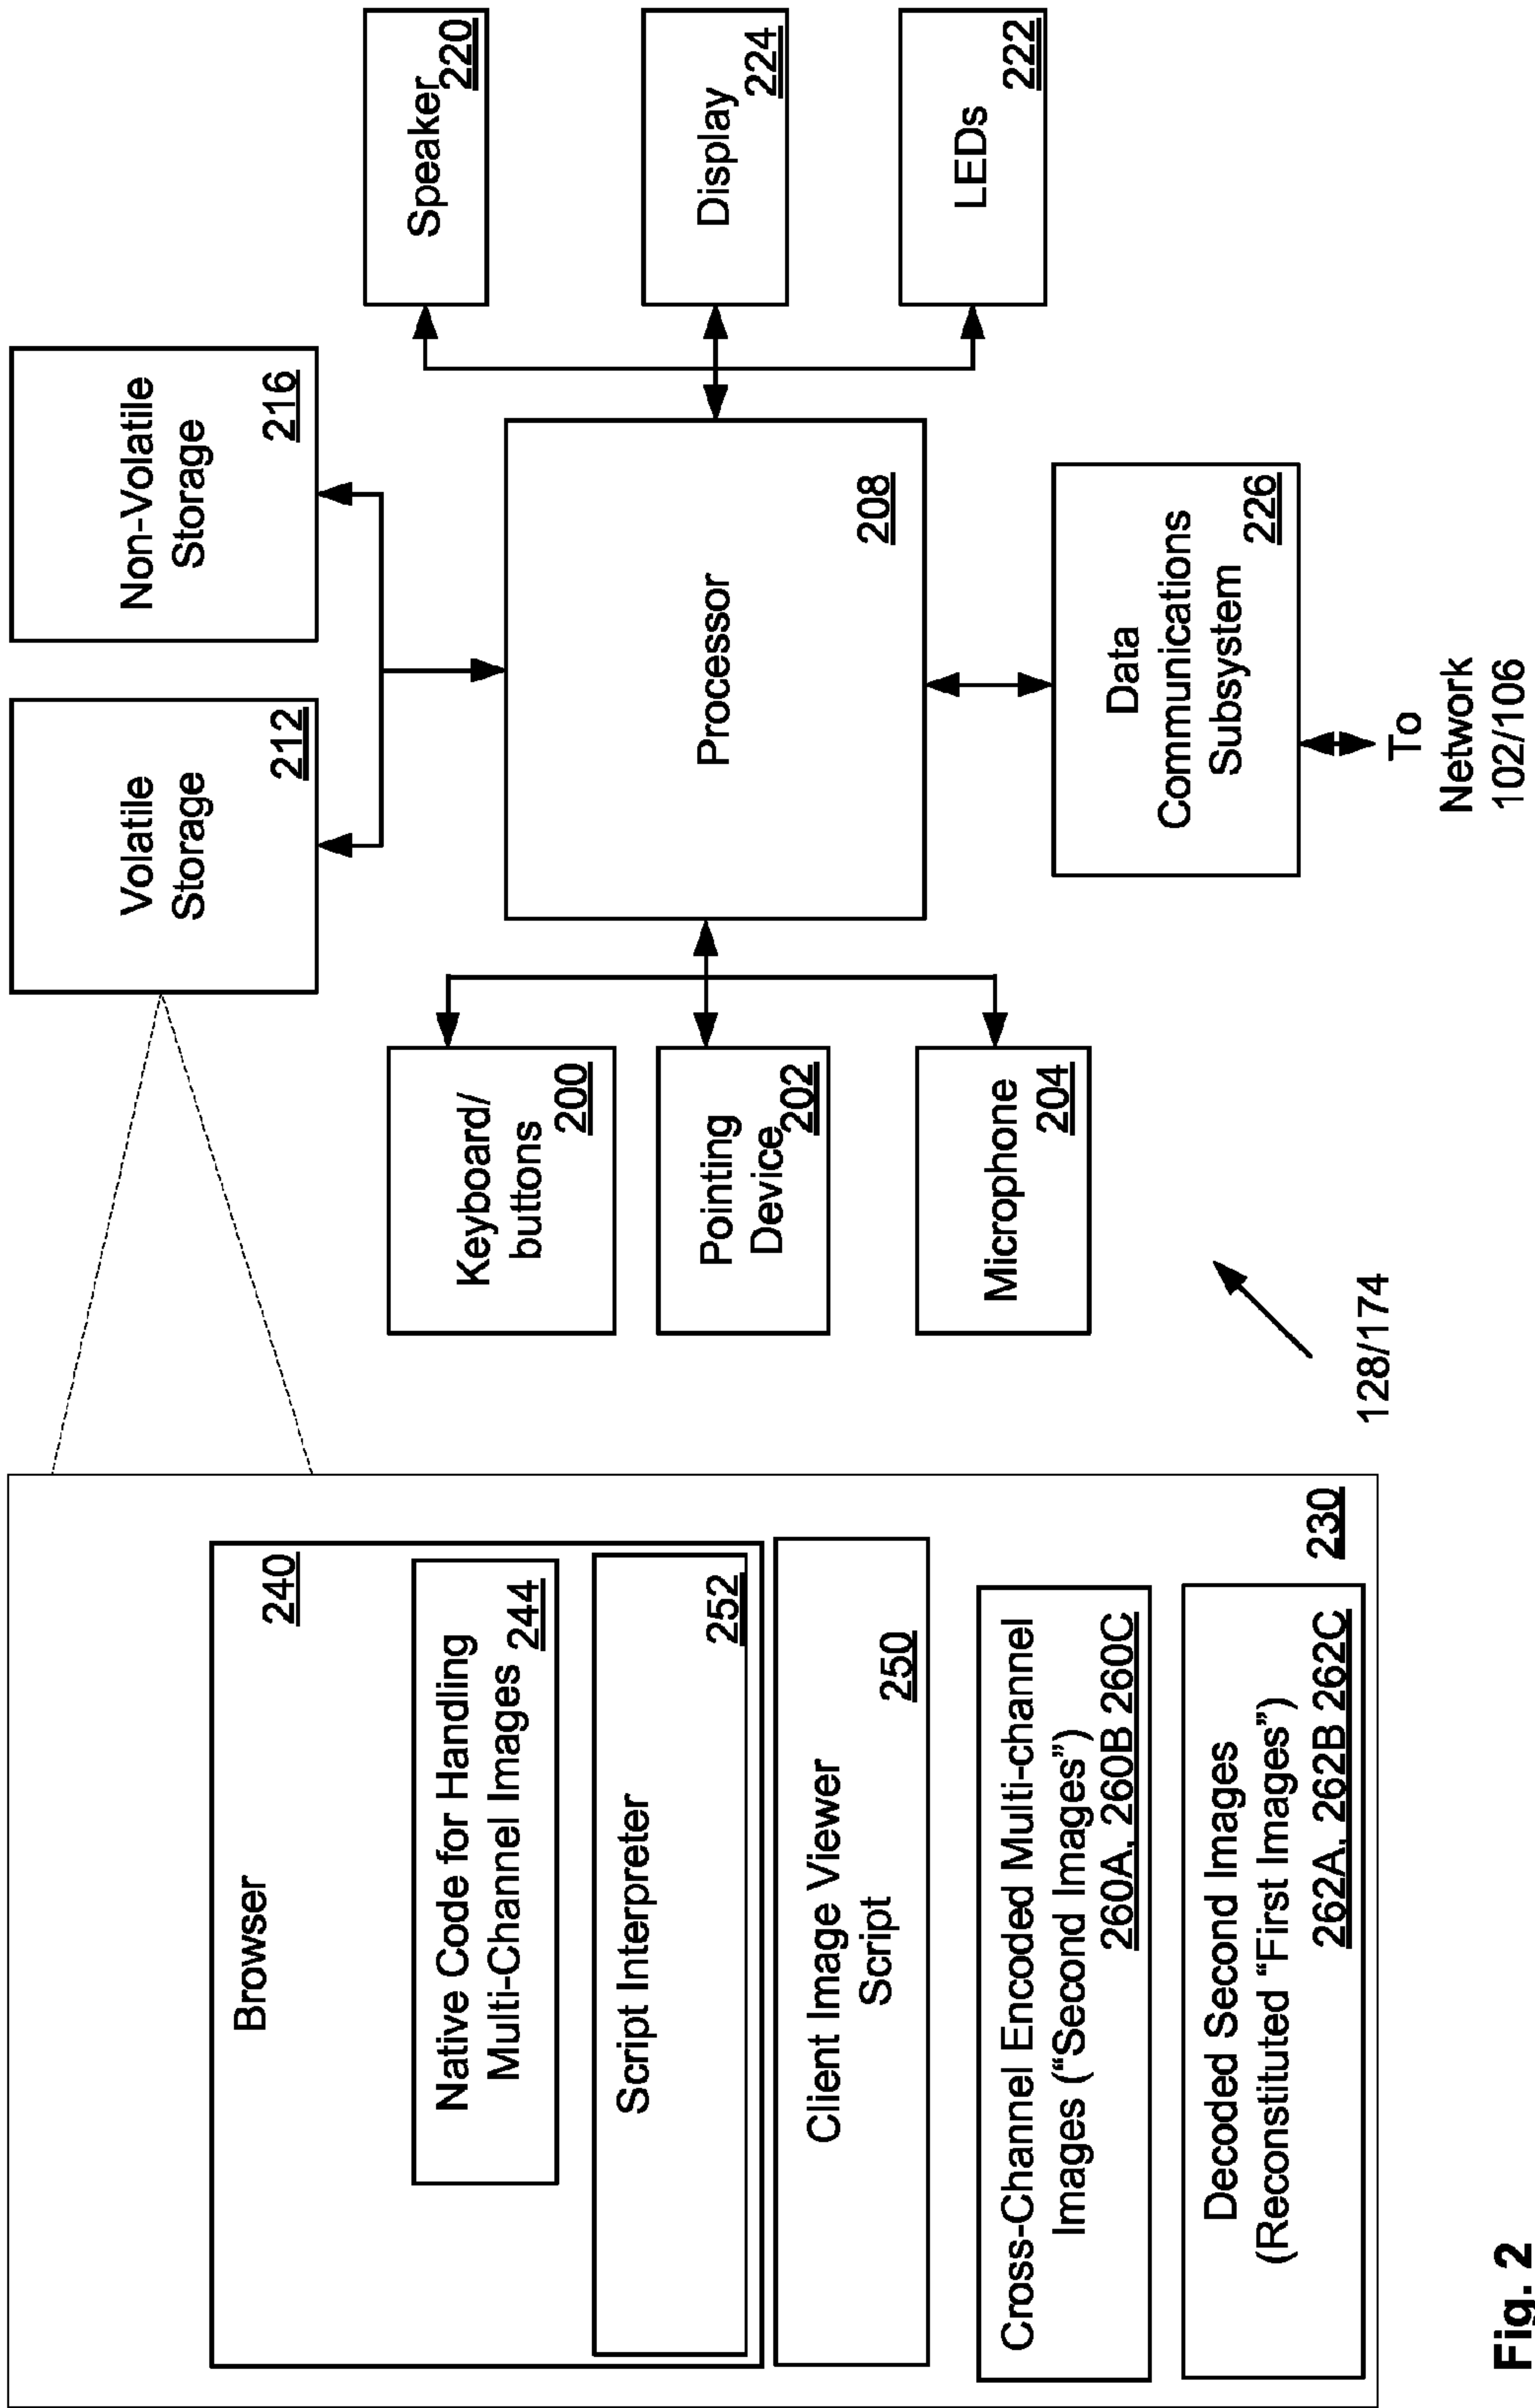 Browser
240
Native Code for Handling
Multi-Channel Images 244
Script Interpreter
252
Client Image Viewer
Script
250
Cross-Channel Encoded Multi-channel
Images (“Second Images”)
260A, 260B 260C
Decoded Second Images
(Reconstituted “First Images”)
262A, 262B 262C
230
Volatile
Storage
212
Non-Volatile
Storage
216
Keyboard/
buttons
200
Pointing
Device
202
Microphone
204
Processor
208
Speaker
220
Display
224
LEDs
222
Data
Communications
Subsystem
226
To
Network
102/106
128/174
Fig. 2